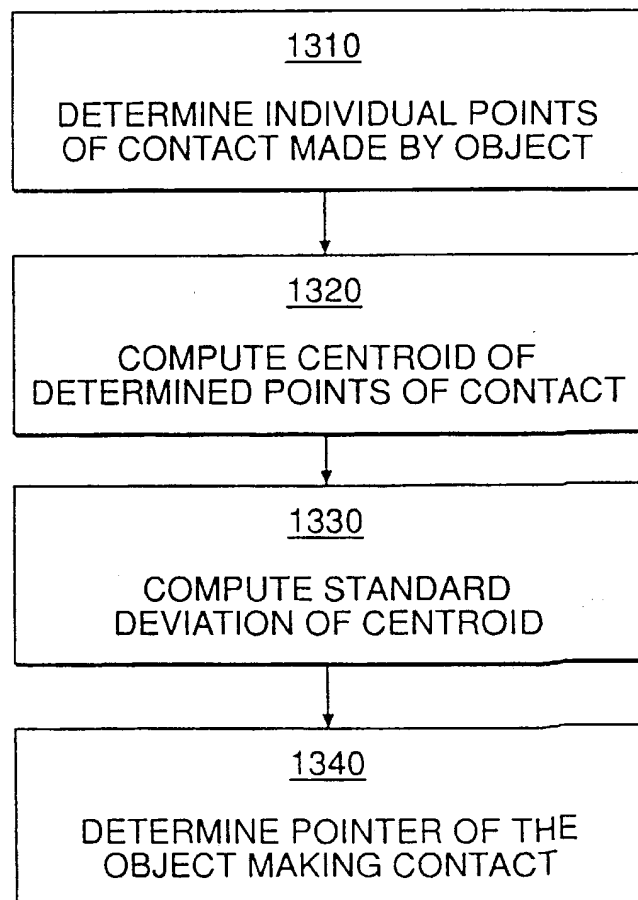 1310
DETERMINE INDIVIDUAL POINTS
OF CONTACT MADE BY OBJECT
1320
COMPUTE CENTROID OF
DETERMINED POINTS OF CONTACT
1330
COMPUTE STANDARD
DEVIATION OF CENTROID
1340
DETERMINE POINTER OF THE
OBJECT MAKING CONTACT